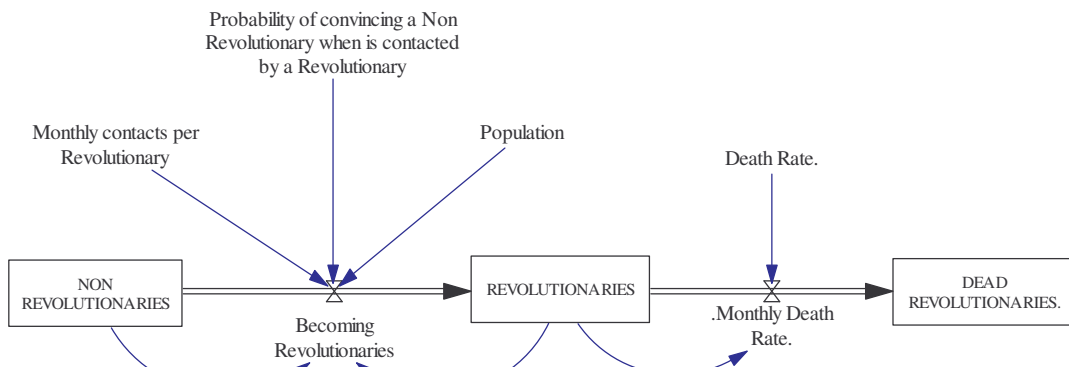 Probability of convincing a Non
Revolutionary when is contacted
by a Revolutionary
Monthly contacts per
Revolutionary
Population
Death Rate.
NON
REVOLUTIONARIES
REVOLUTIONARIES
DEAD
REVOLUTIONARIES.
Becoming
Revolutionaries
.Monthly Death
Rate.